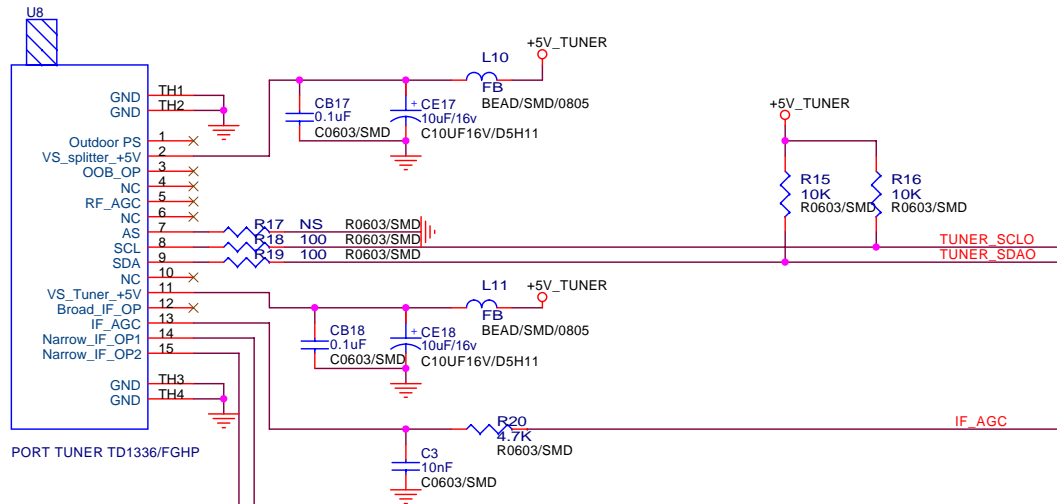 U8
GND TH1
GND TH2
Outdoor PS 1
VS_splitter_+5V 2
OOB_OP 3
NC 4
RF_AGC 5
NC 6
AS 7
SCL 8
SDA 9
NC 10
VS_Tuner_+5V 11
Broad_IF_OP 12
IF_AGC 13
Narrow_IF_OP1 14
Narrow_IF_OP2 15
GND TH3
GND TH4
PORT TUNER TD1336/FGHP
+5V_TUNER
L10
FB
BEAD/SMD/0805
CB17
0.1uF
C0603/SMD
+
CE17
10uF/16v
C10UF16V/D5H11
+5V_TUNER
R15
10K
R0603/SMD
R16
10K
R0603/SMD
R17 NS R0603/SMD
R18 100 R0603/SMD
R19 100 R0603/SMD
TUNER_SCLO
TUNER_SDAO
+5V_TUNER
L11
FB
BEAD/SMD/0805
CB18
0.1uF
C0603/SMD
+
CE18
10uF/16v
C10UF16V/D5H11
R20
4.7K
R0603/SMD
IF_AGC
C3
10nF
C0603/SMD